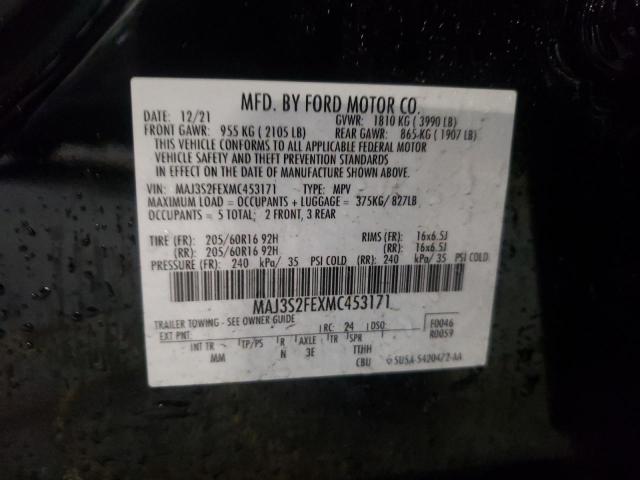 MFD. BY FORD MOTOR CO.
DATE: 12/21 GVWR: 1810 KG ( 3990 LB)
FRONT GAWR: 955 KG ( 2105 LB) REAR GAWR: 865 KG ( 1907 LB)
THIS VEHICLE CONFORMS TO ALL APPLICABLE FEDERAL MOTOR
VEHICLE SAFETY AND THEFT PREVENTION STANDARDS
IN EFFECT ON THE DATE OF MANUFACTURE SHOWN ABOVE.
VIN: MAJ3S2FEXMC453171 TYPE: MPV
MAXIMUM LOAD = OCCUPANTS + LUGGAGE = 375KG/ 827LB
OCCUPANTS = 5 TOTAL; 2 FRONT, 3 REAR
TIRE (FR): 205/60R16 92H RIMS (FR): 16x6.5J
(RR): 205/60R16 92H (RR): 16x6.5J
PRESSURE (FR): 240 kPa/ 35 PSI COLD (RR): 240 kPa/ 35 PSI COLD
MAJ3S2FEXMC453171
TRAILER TOWING - SEE OWNER GUIDE
EXT PNT: RC: 24 DSO: F0046
R0059
INT TR TP/PS R AXLE TR SPR
MM N 3E TTHH
CBU 5U5A-54204/2-AA